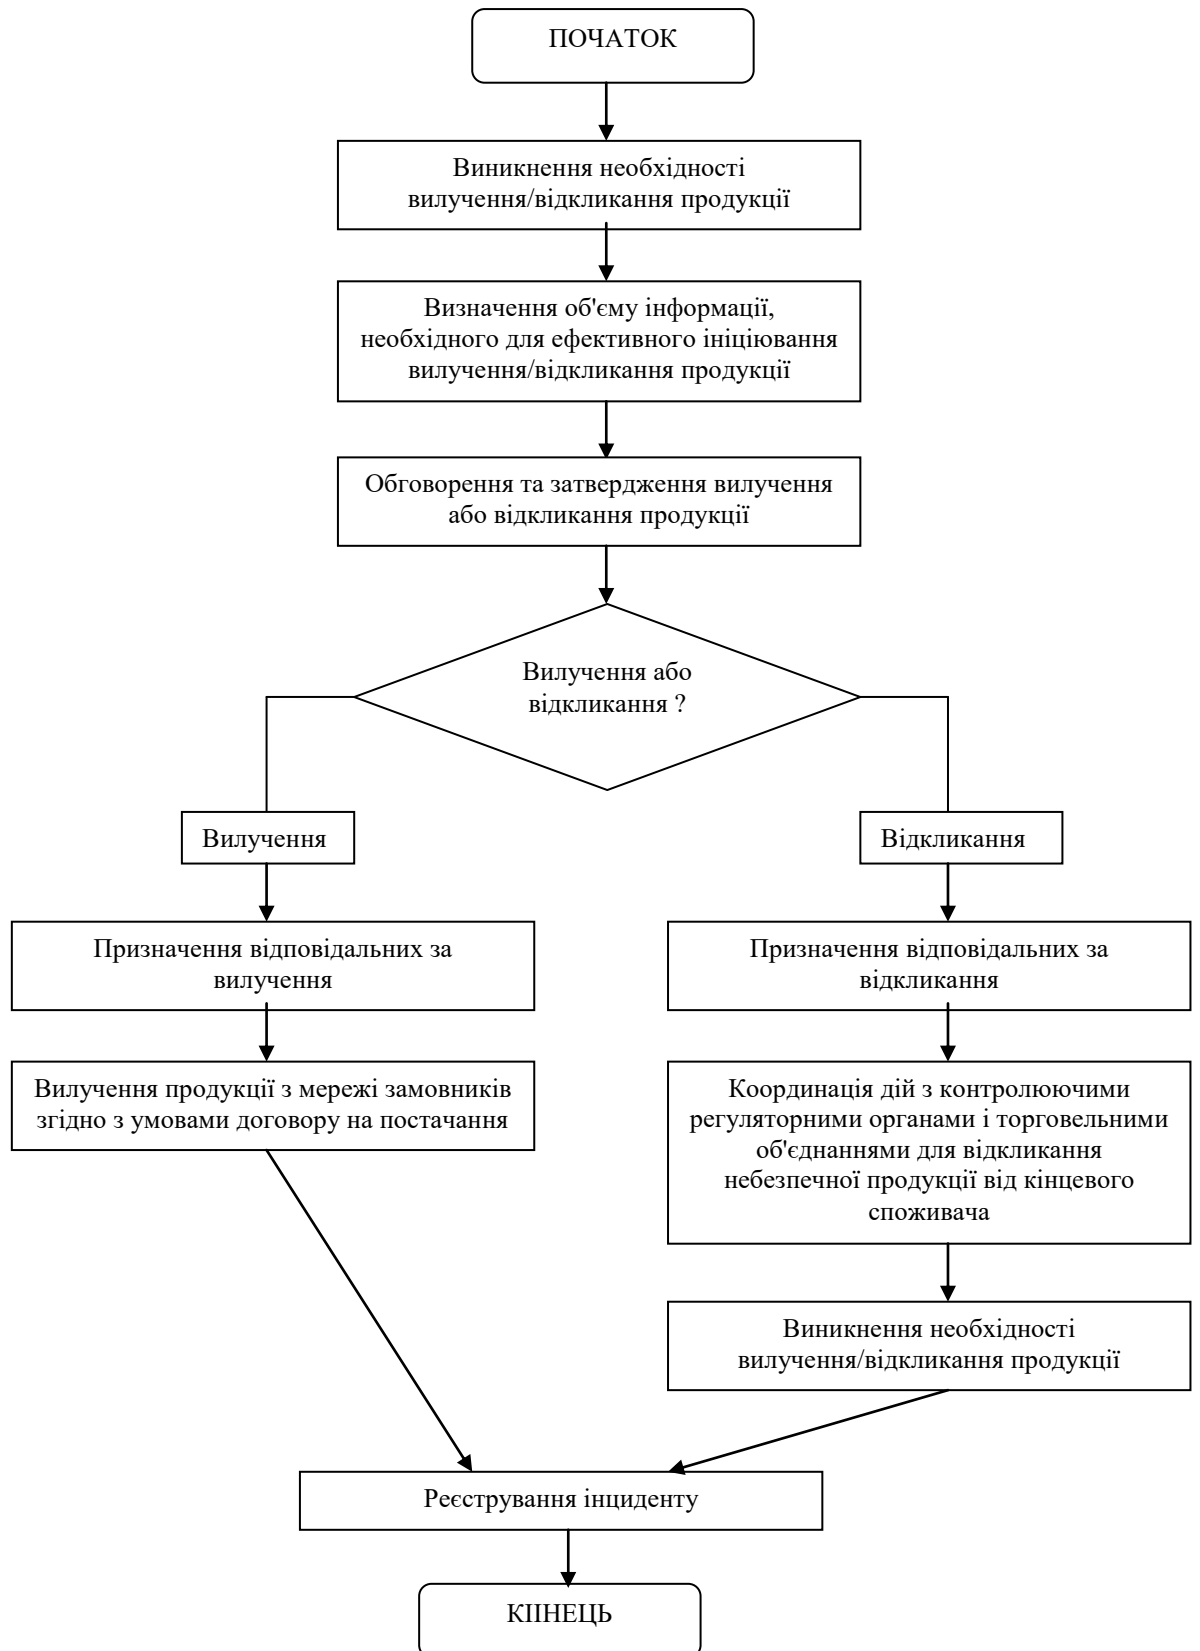 ПОЧАТОК
Виникнення необхідності
вилучення/відкликання продукції
Визначення об'єму інформації,
необхідного для ефективного ініціювання
вилучення/відкликання продукції
Обговорення та затвердження вилучення
або відкликання продукції
Вилучення або
відкликання ?
Вилучення
Відкликання
Призначення відповідальних за
вилучення
Призначення відповідальних за
відкликання
Вилучення продукції з мережі замовників
згідно з умовами договору на постачання
Координація дій з контролюючими
регуляторними органами і торговельними
об'єднаннями для відкликання
небезпечної продукції від кінцевого
споживача
Виникнення необхідності
вилучення/відкликання продукції
Реєстрування інциденту
КІІНЕЦЬ